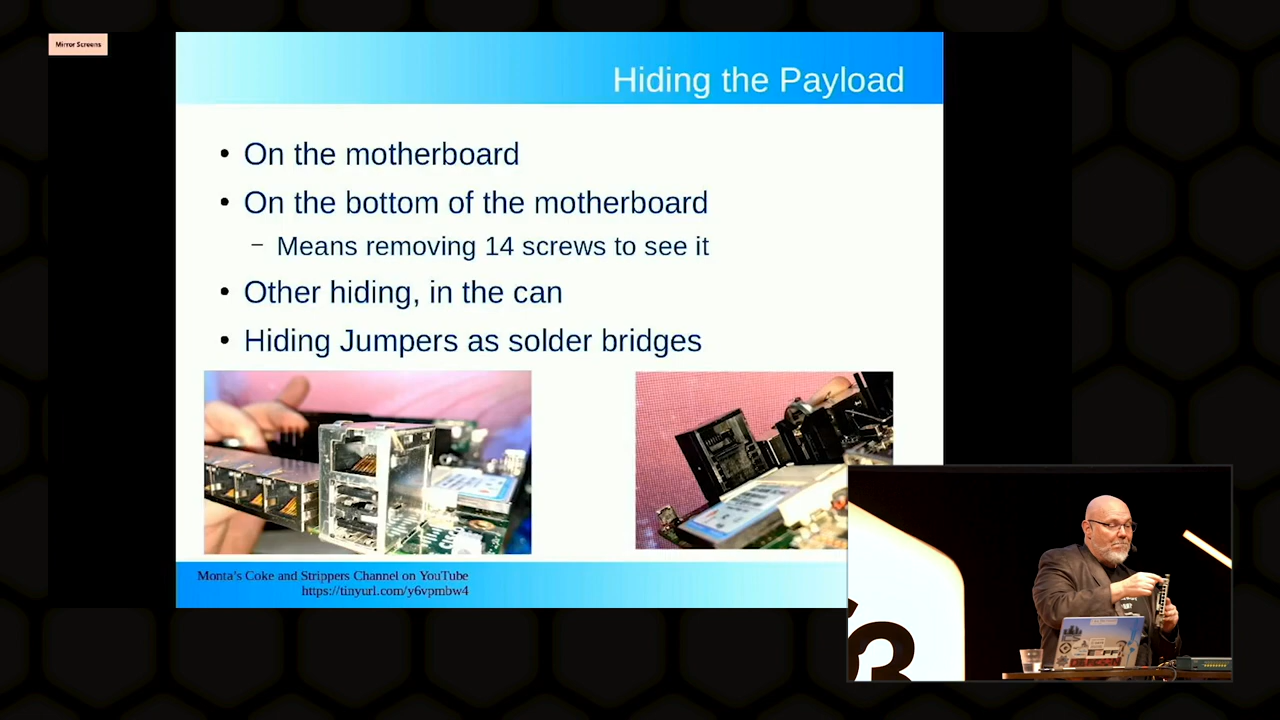 Mirror Screens
Hiding the Payload
• On the motherboard
• On the bottom of the motherboard
– Means removing 14 screws to see it
• Other hiding, in the can
• Hiding Jumpers as solder bridges
Monta's Coke and Strippers Channel on YouTube
https://tinyurl.com/y6vpmbw4
3